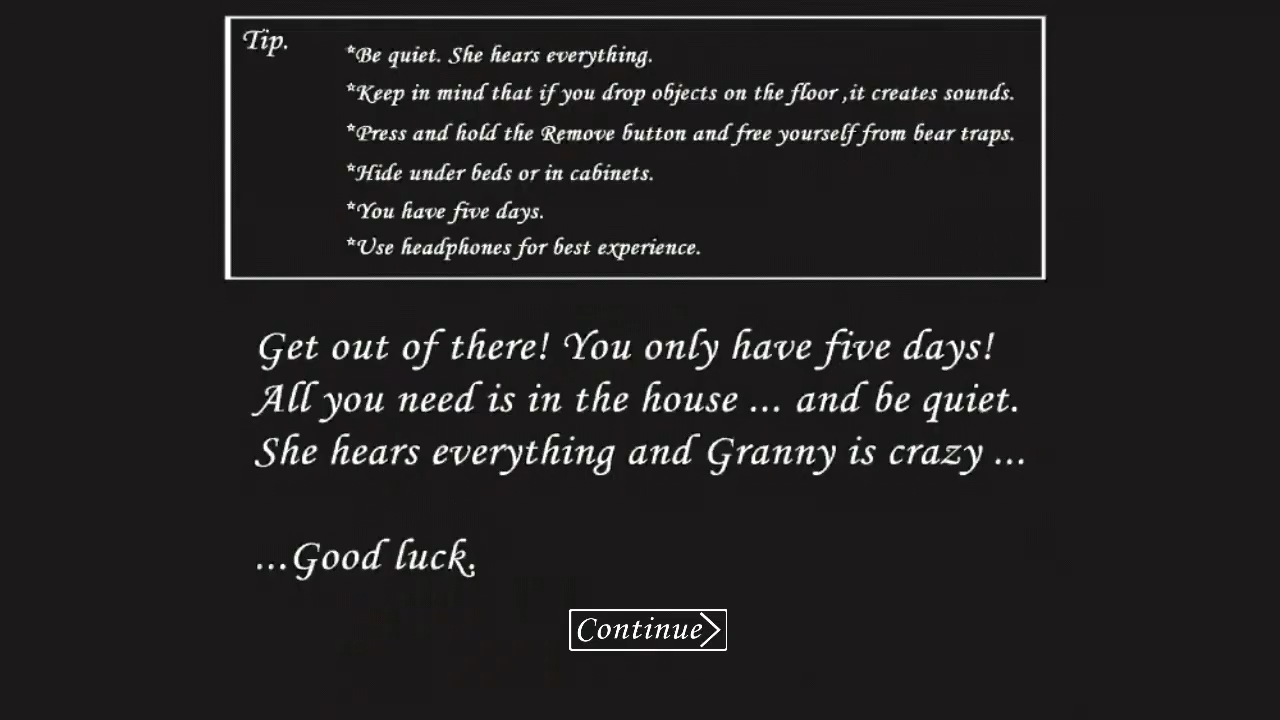 Tip.
*Be quiet. She hears everything.
*Keep in mind that if you drop objects on the floor ,it creates sounds.
*Press and hold the Remove button and free yourself from bear traps.
*Hide under beds or in cabinets.
*You have five days.
*Use headphones for best experience.
Get out of there! You only have five days!
All you need is in the house ... and be quiet.
She hears everything and Granny is crazy ...
...Good luck.
Continue